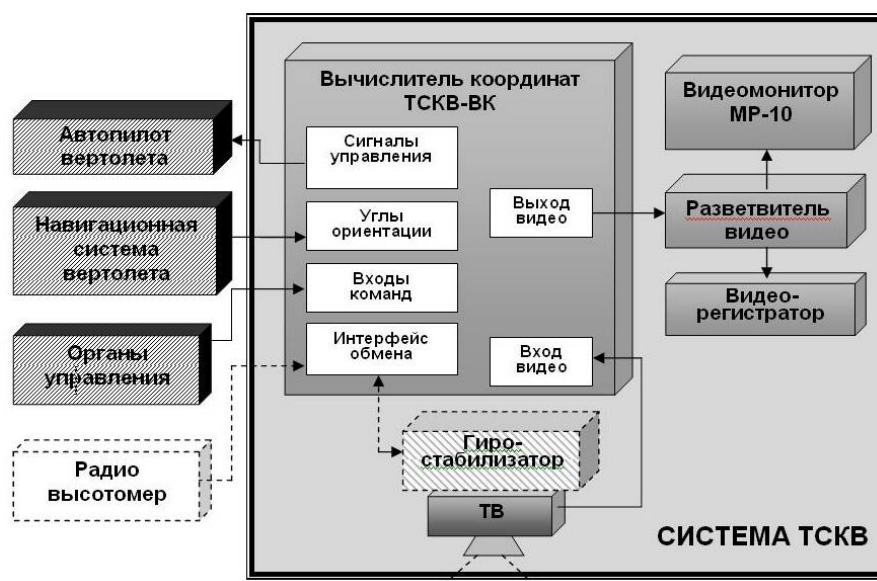 Автопилот
вертолета
Навигационная
система
вертолета
Органы
управления
Радио
высотомер
Вычислитель координат
ТСКВ-ВК
Сигналы
управления
Углы
ориентации
Входы
команд
Интерфейс
обмена
Выход
видео
Вход
видео
Гиро-
стабилизатор
ТВ
Видеомонитор
МР-10
Разветвитель
видео
Видео-
регистратор
СИСТЕМА ТСКВ